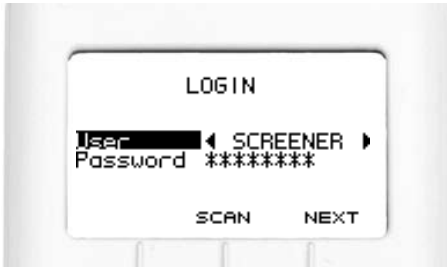 LOGIN
User ◀ SCREENER ▶
Password ********
SCAN NEXT